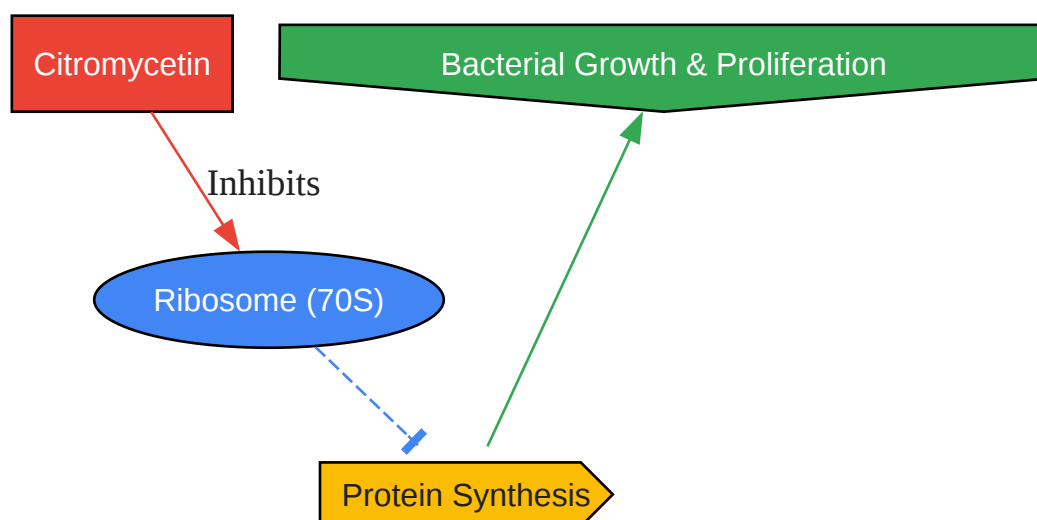 Citromycetin
Bacterial Growth & Proliferation
Inhibits
Ribosome (70S)
Protein Synthesis